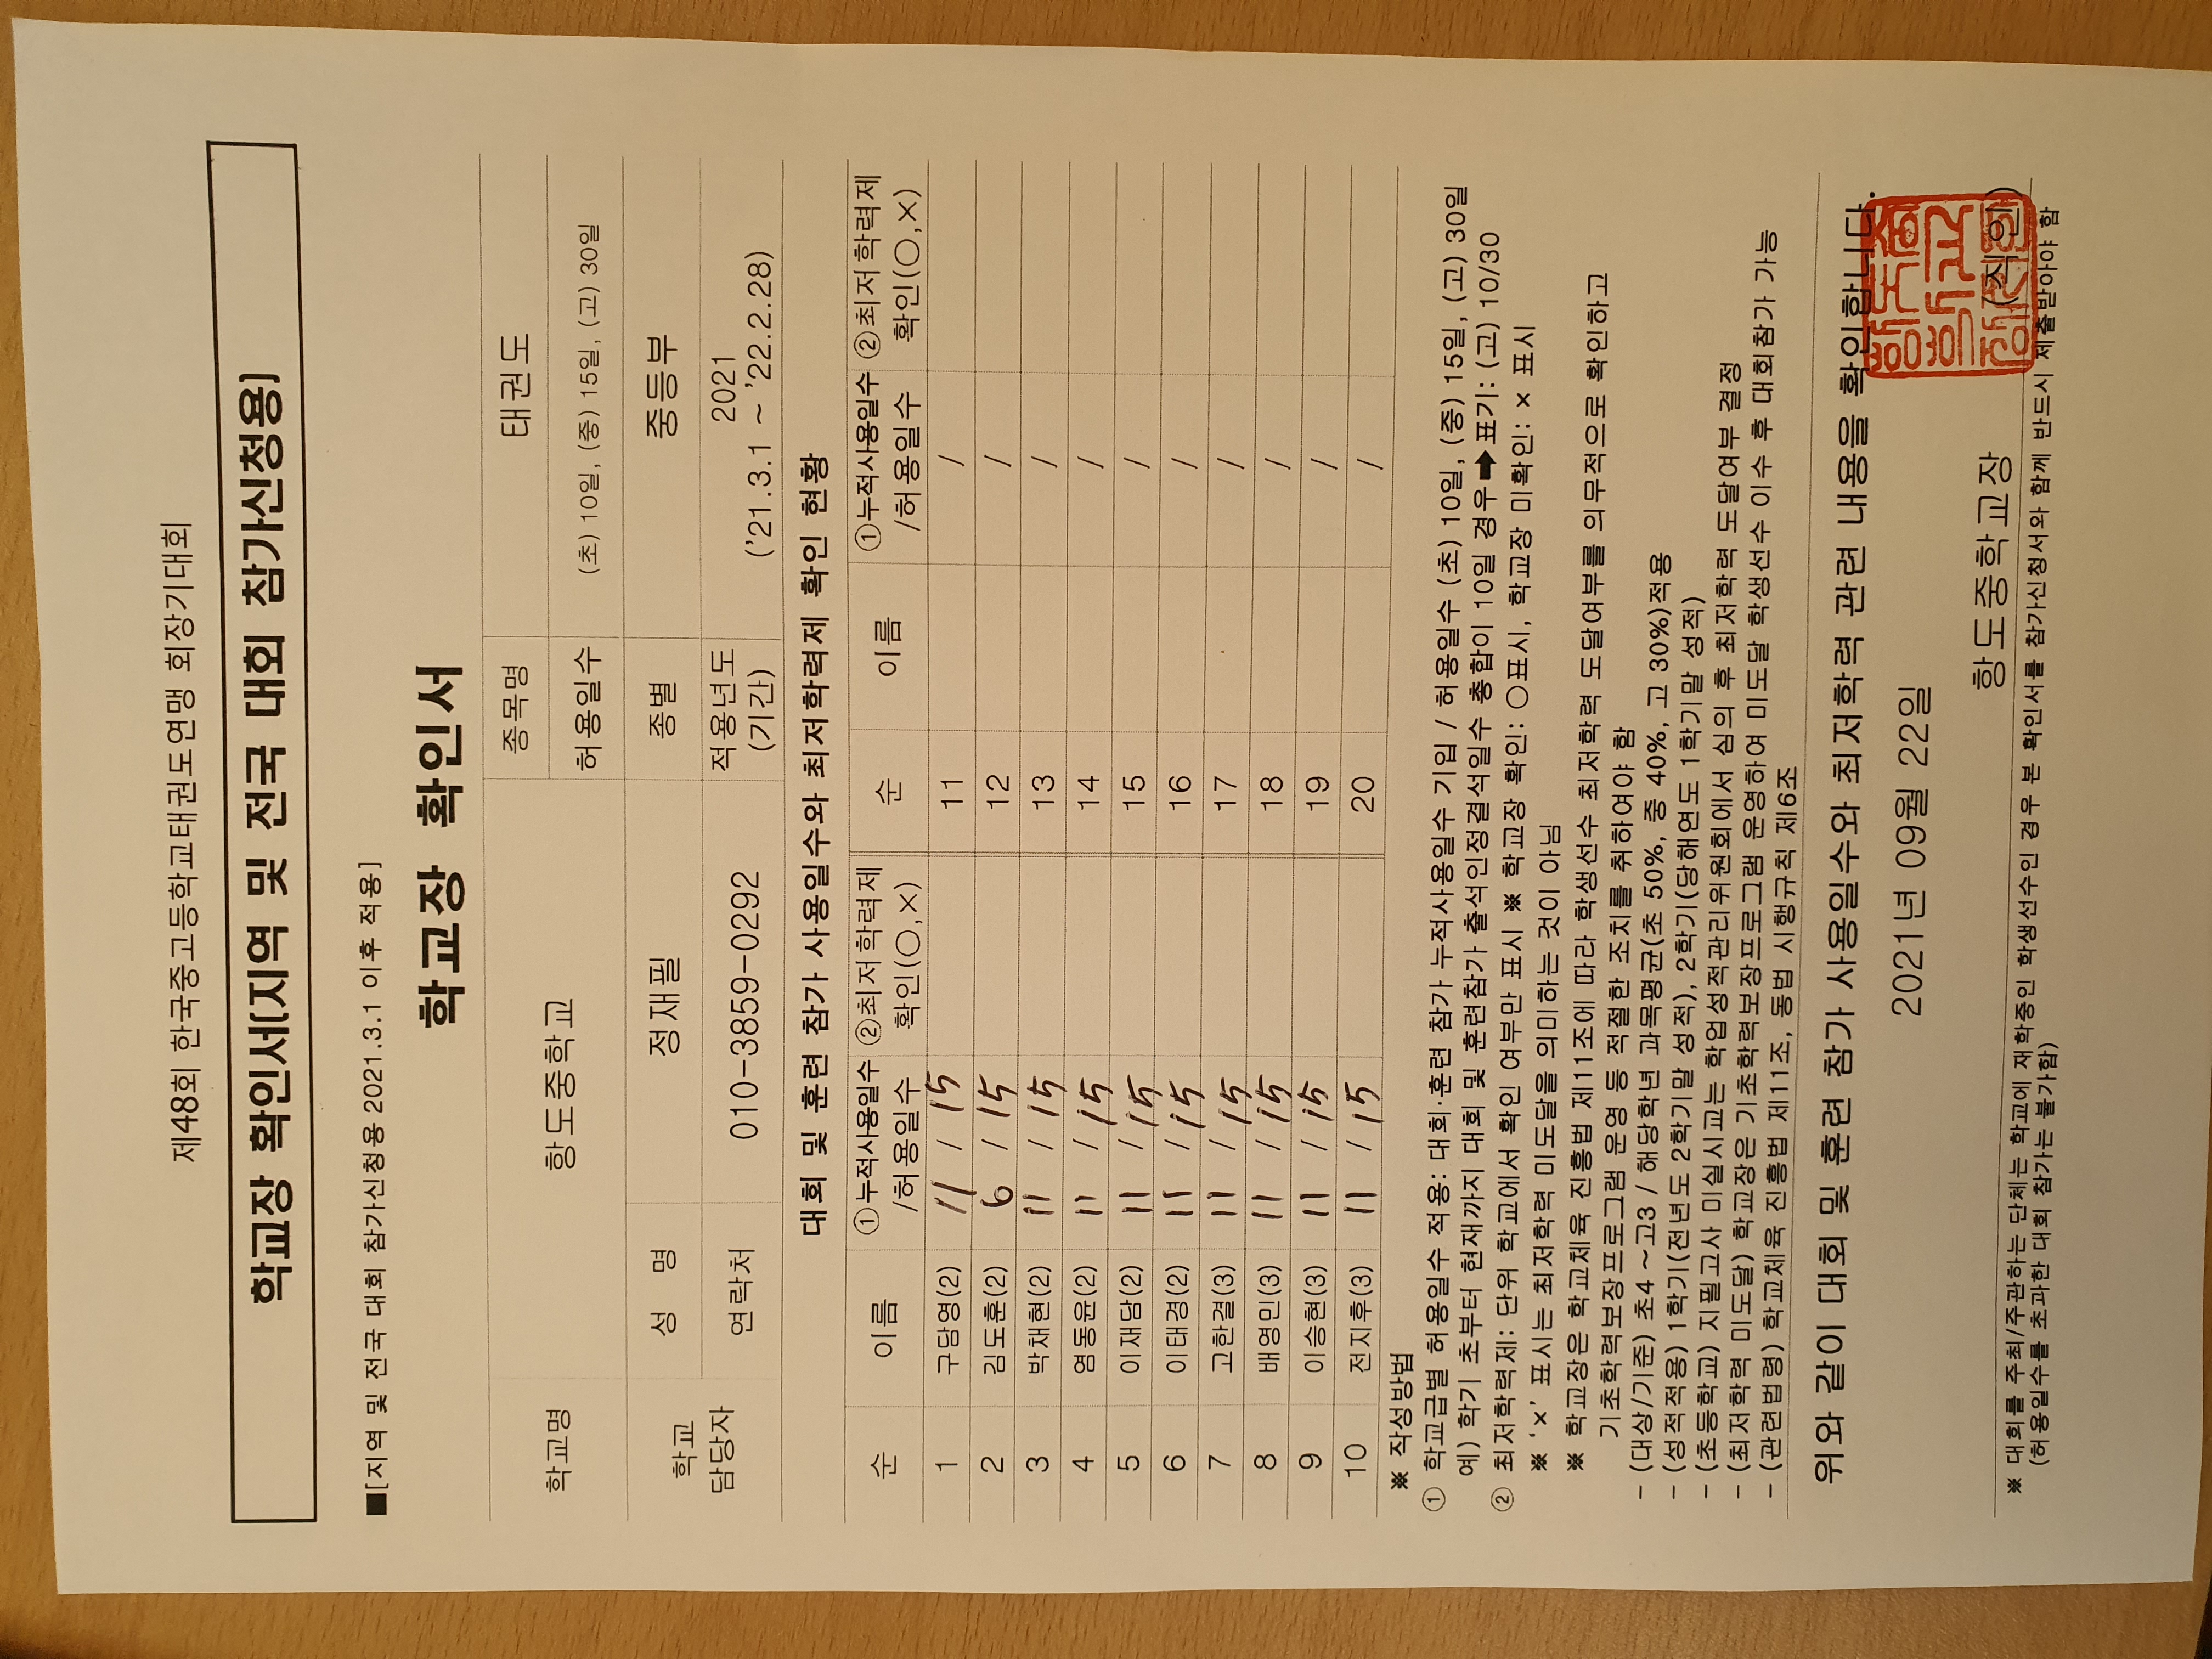 제48회 한국중고등학교태권도연맹 회장기대회
학교장 확인서(지역 및 전국 대회 참가신청용)
■[지역 및 전국 대회 참가신청용 2021.3.1 이후 적용]
학교장 확인서
학교명 항도중학교 종목명 태권도
허용일수 (초) 10일, (중) 15일, (고) 30일
학교 담당자 성 명 정재필 종별 중등부
연락처 010-3859-0292 적용년도 (기간) 2021 ('21.3.1 ~ '22.2.28)
대회 및 훈련 참가 사용일수와 최저학력제 확인 현황
순 이름 ①누적사용일수 /허용일수 ②최저학력제 확인(○,×) 순 이름 ①누적사용일수 /허용일수 ②최저학력제 확인(○,×)
1 구담영(2) 11 / 15 11 /
2 김도훈(2) 6 / 15 12 /
3 박채현(2) 11 / 15 13 /
4 염동윤(2) 11 / 15 14 /
5 이재담(2) 11 / 15 15 /
6 이태경(2) 11 / 15 16 /
7 고한결(3) 11 / 15 17 /
8 배영민(3) 11 / 15 18 /
9 이승현(3) 11 / 15 19 /
10 전지후(3) 11 / 15 20 /
※ 작성방법
① 학교급별 허용일수 적용: 대회·훈련 참가 누적사용일수 기입 / 허용일수 (초) 10일, (중) 15일, (고) 30일
예) 학기 초부터 현재까지 대회 및 훈련참가 출석인정결석일수 총합이 10일 경우➡표기: (고) 10/30
② 최저학력제: 단위 학교에서 확인 여부만 표시 ※ 학교장 확인: ○표시, 학교장 미확인: × 표시
※ '×' 표시는 최저학력 미도달을 의미하는 것이 아님
※ 학교장은 학교체육 진흥법 제11조에 따라 학생선수 최저학력 도달여부를 의무적으로 확인하고
기초학력보장프로그램 운영 등 적절한 조치를 취하여야 함
- (대상/기준) 초4 ~ 고3 / 해당학년 과목평균(초 50%, 중 40%, 고 30%)적용
- (성적적용) 1학기(전년도 2학기말 성적), 2학기(당해연도 1학기말 성적)
- (초등학교) 지필고사 미실시교는 학업성적관리위원회에서 심의 후 최저학력 도달여부 결정
- (최저학력 미도달) 학교장은 기초학력보장프로그램 운영하여 미도달 학생선수 이수 후 대회참가 가능
- (관련법령) 학교체육 진흥법 제11조, 동법 시행규칙 제6조
위와 같이 대회 및 훈련 참가 사용일수와 최저학력 관련 내용을 확인합니다.
2021년 09월 22일
항도중학교장 (직인)
※ 대회를 주최/주관하는 단체는 학교에 재학중인 학생선수인 경우 본 확인서를 참가신청서와 함께 반드시 제출받아야 함
(허용일수를 초과한 대회 참가는 불가함)